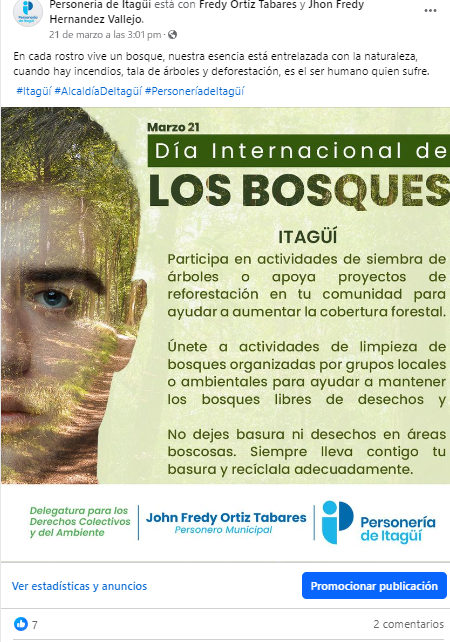 Personería de Itagüí está con Fredy Ortiz Tabares y Jhon Fredy
Hernandez Vallejo.
21 de marzo a las 3:01 pm ·
En cada rostro vive un bosque, nuestra esencia está entrelazada con la naturaleza,
cuando hay incendios, tala de árboles y deforestación, es el ser humano quien sufre.
#Itagüí #AlcaldíaDeItagüí #PersoneríadeItagüí
Marzo 21
Día Internacional de
LOS BOSQUES
ITAGÜÍ
Participa en actividades de siembra de
árboles o apoya proyectos de
reforestación en tu comunidad para
ayudar a aumentar la cobertura forestal.
Únete a actividades de limpieza de
bosques organizadas por grupos locales
o ambientales para ayudar a mantener
los bosques libres de desechos y
No dejes basura ni desechos en áreas
boscosas. Siempre lleva contigo tu
basura y recíclala adecuadamente.
Delegatura para los
Derechos Colectivos
y del Ambiente
John Fredy Ortiz Tabares
Personero Municipal
Personería
de Itagüí
Ver estadísticas y anuncios
Promocionar publicación
7
2 comentarios